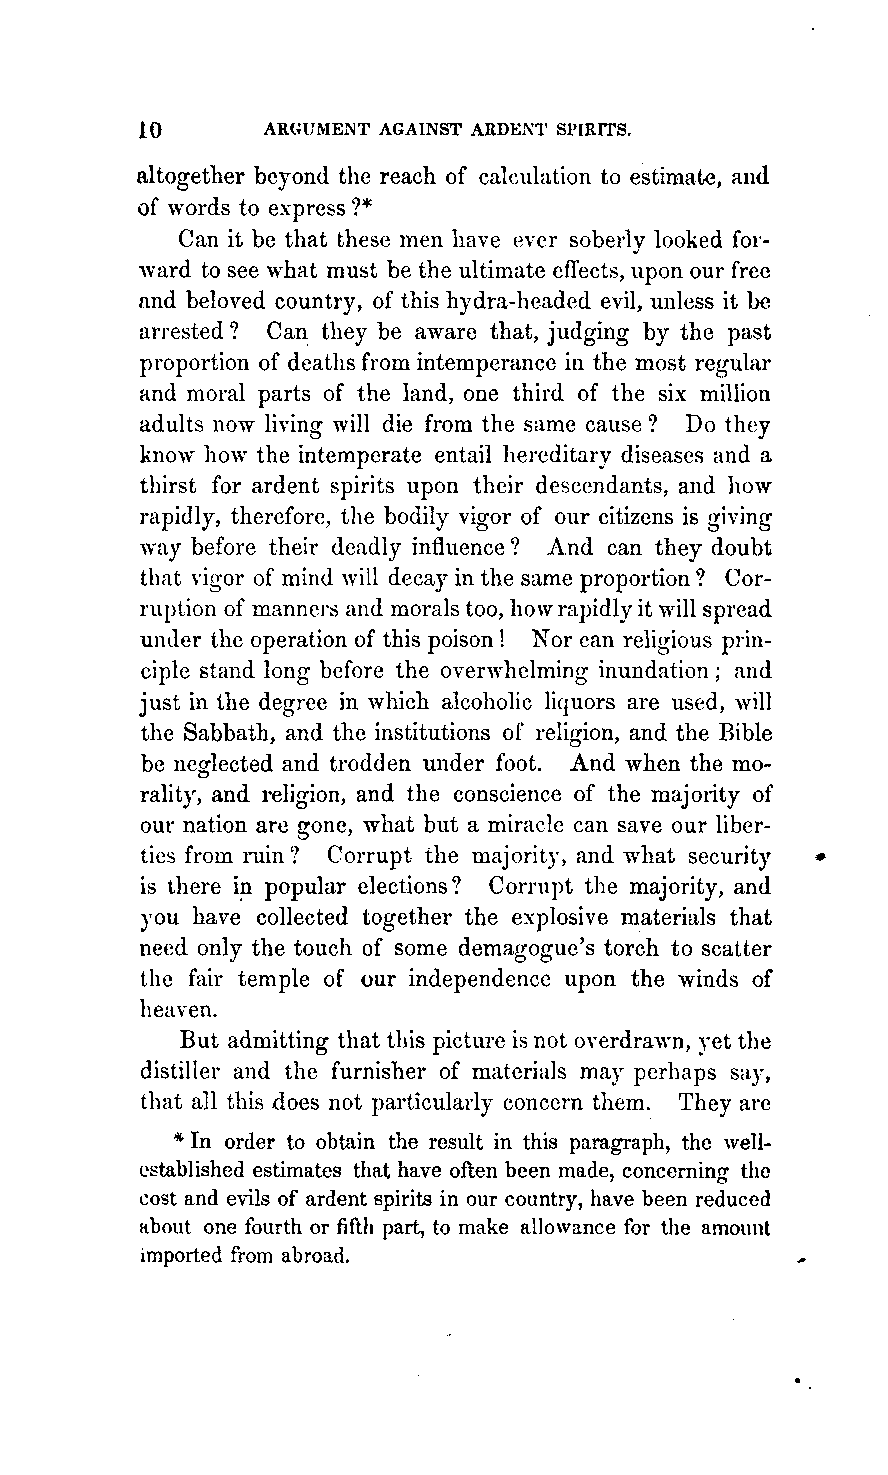 10 ARGUMENT AGAINST ARDENT SPIRITS.
altogether beyond the reach of calculation to estimate, and
of words to express?*
Can it be that these men have ever soberly looked for-
ward to see what must be the ultimate effects, upon our free
and beloved country, of this hydra-headed evil, unless it be
arrested? Can they be aware that, judging by the past
proportion of deaths from intemperance in the most regular
and moral parts of the land, one third of the six million
adults now living will die from the same cause? Do they
know how the intemperate entail hereditary diseases and a
thirst for ardent spirits upon their descendants, and how
rapidly, therefore, the bodily vigor of our citizens is giving
way before their deadly influence? And can they doubt
that vigor of mind will decay in the same proportion? Cor-
ruption of manners and morals too, how rapidly it will spread
under the operation of this poison! Nor can religious prin-
ciple stand long before the overwhelming inundation; and
just in the degree in which alcoholic liquors are used, will
the Sabbath, and the institutions of religion, and the Bible
be neglected and trodden under foot. And when the mo-
rality, and religion, and the conscience of the majority of
our nation are gone, what but a miracle can save our liber-
ties from ruin? Corrupt the majority, and what security
is there in popular elections? Corrupt the majority, and
you have collected together the explosive materials that
need only the touch of some demagogue's torch to scatter
the fair temple of our independence upon the winds of
heaven.
But admitting that this picture is not overdrawn, yet the
distiller and the furnisher of materials may perhaps say,
that all this does not particularly concern them. They are
* In order to obtain the result in this paragraph, the well-
established estimates that have often been made, concerning the
cost and evils of ardent spirits in our country, have been reduced
about one fourth or fifth part, to make allowance for the amount
imported from abroad.